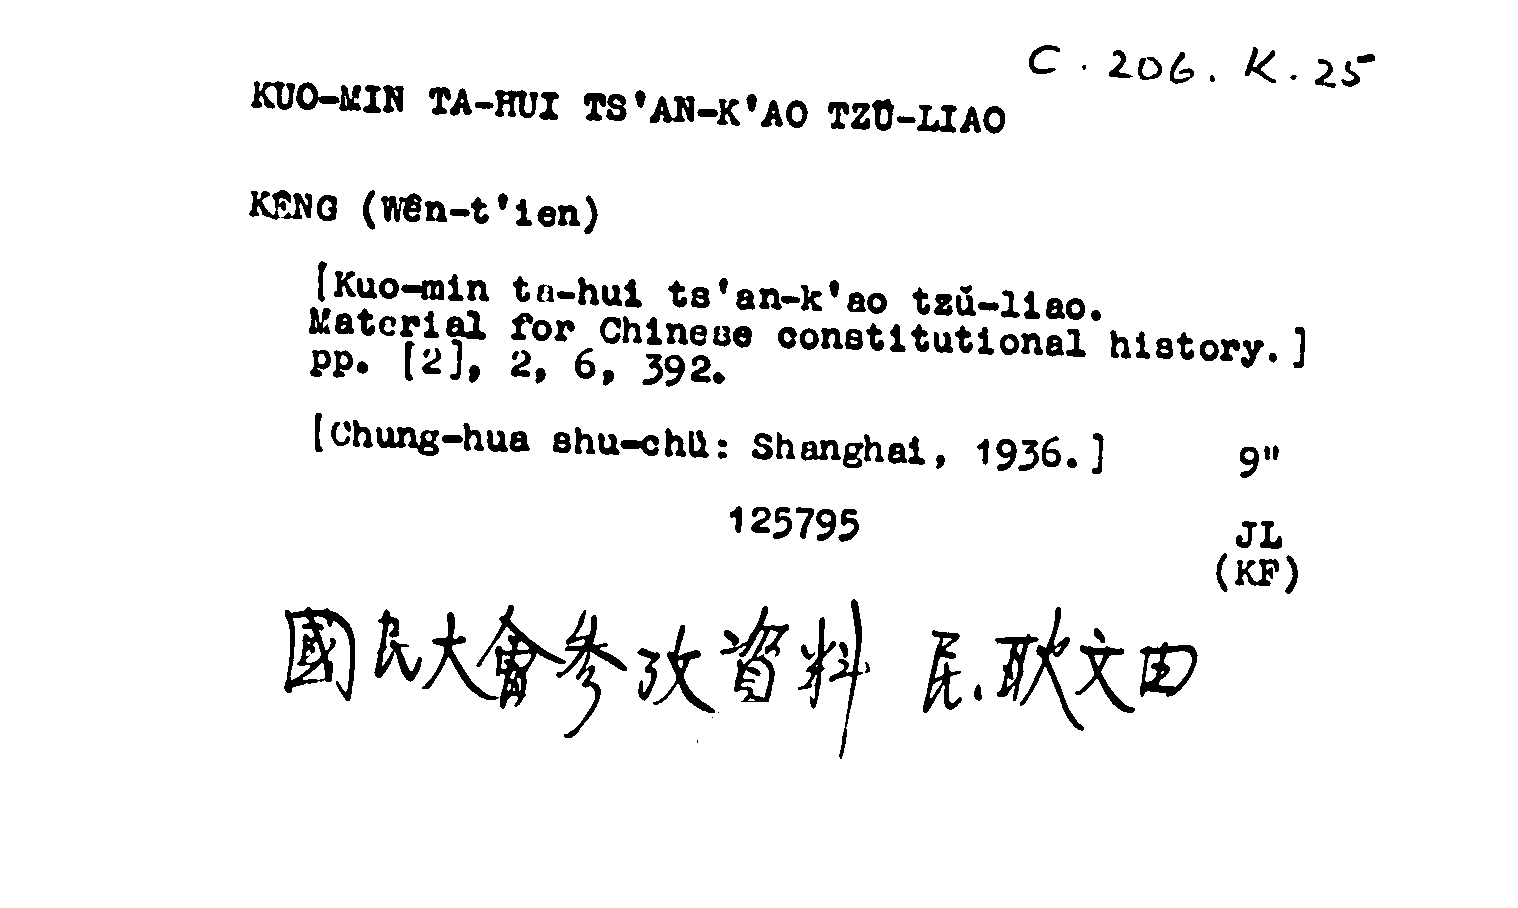 C. 206. K. 25
KUO-MIN TA-HUI TS'AN-K'AO TZŬ-LIAO
KÊNG (Wên-t'ien)
[Kuo-min ta-hui ts'an-k'ao tzŭ-liao.
Material for Chinese constitutional history.]
pp. [2], 2, 6, 392.
[Chung-hua shu-chü: Shanghai, 1936.] 9"
125795 JL
(KF)
國民大會參攷資料 民.耿文田